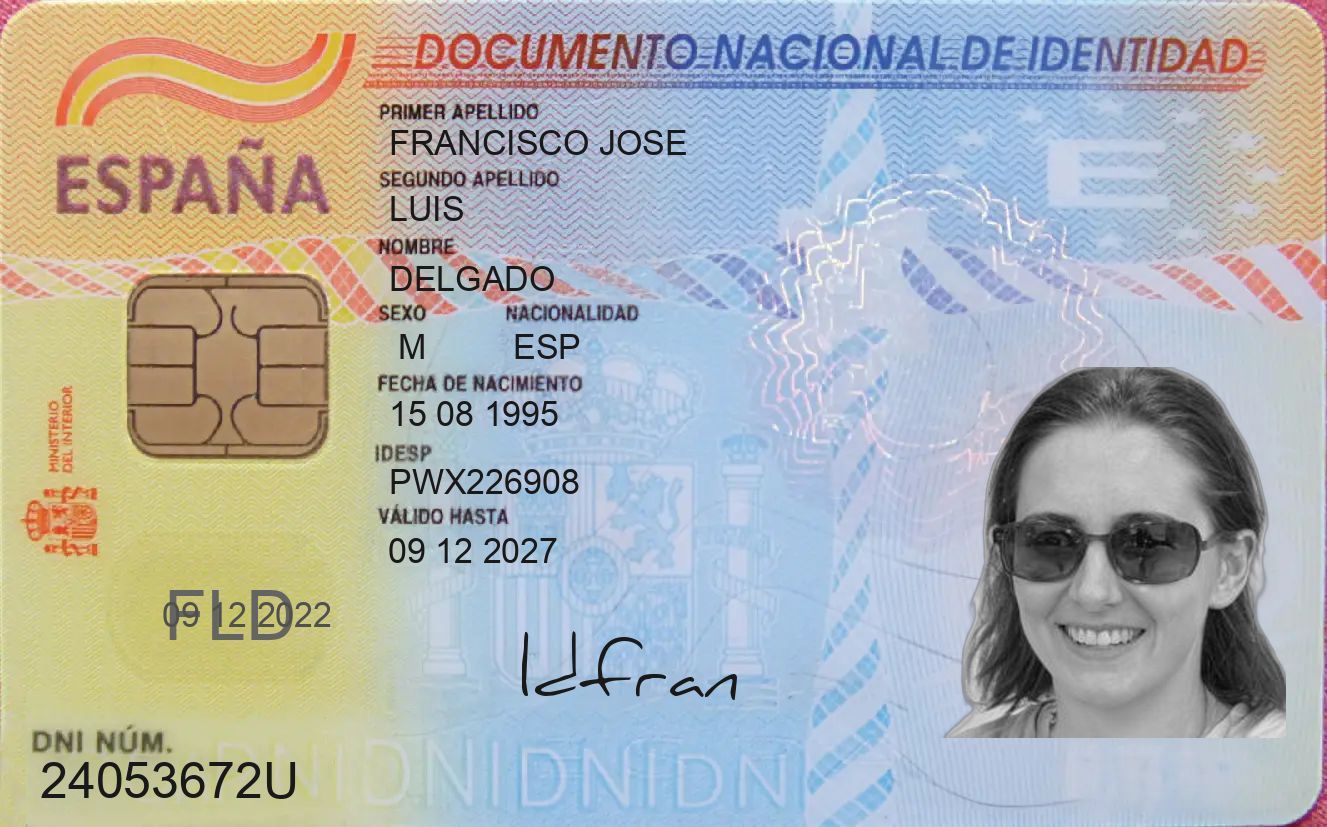 DOCUMENTO NACIONAL DE IDENTIDAD
ESPAÑA
PRIMER APELLIDO
FRANCISCO JOSE
SEGUNDO APELLIDO
LUIS
NOMBRE
DELGADO
SEXO NACIONALIDAD
M ESP
FECHA DE NACIMIENTO
15 08 1995
IDESP
PWX226908
VÁLIDO HASTA
09 12 2027
MINISTERIO
DEL INTERIOR
E
FLD
09 12 2022
ldfran
DNI NÚM.
24053672U
DNIDNIDNIDNI